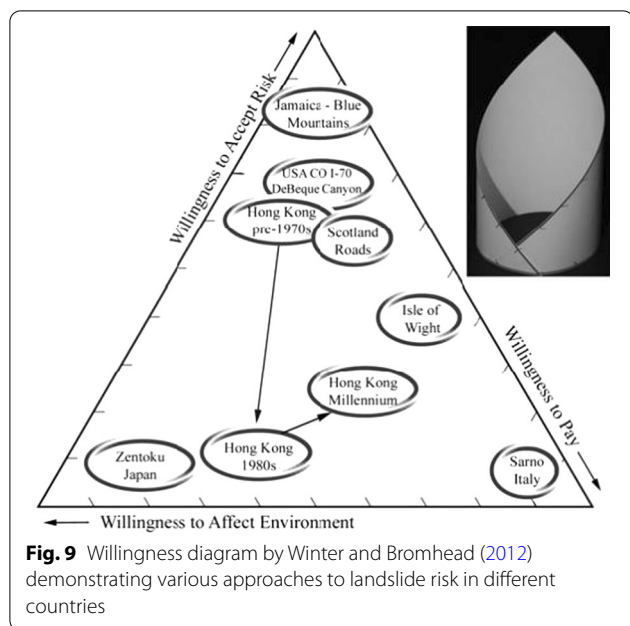 Willingness to Accept Risk
Jamaica - Blue
Mountains
USA CO I-70
DeBeque Canyon
Hong Kong
pre-1970s
Scotland
Roads
Isle of
Wight
Willingness to Pay
Hong Kong
Millennium
Hong Kong
1980s
Zentoku
Japan
Sarno
Italy
Willingness to Affect Environment
Fig. 9 Willingness diagram by Winter and Bromhead (2012)
demonstrating various approaches to landslide risk in different
countries